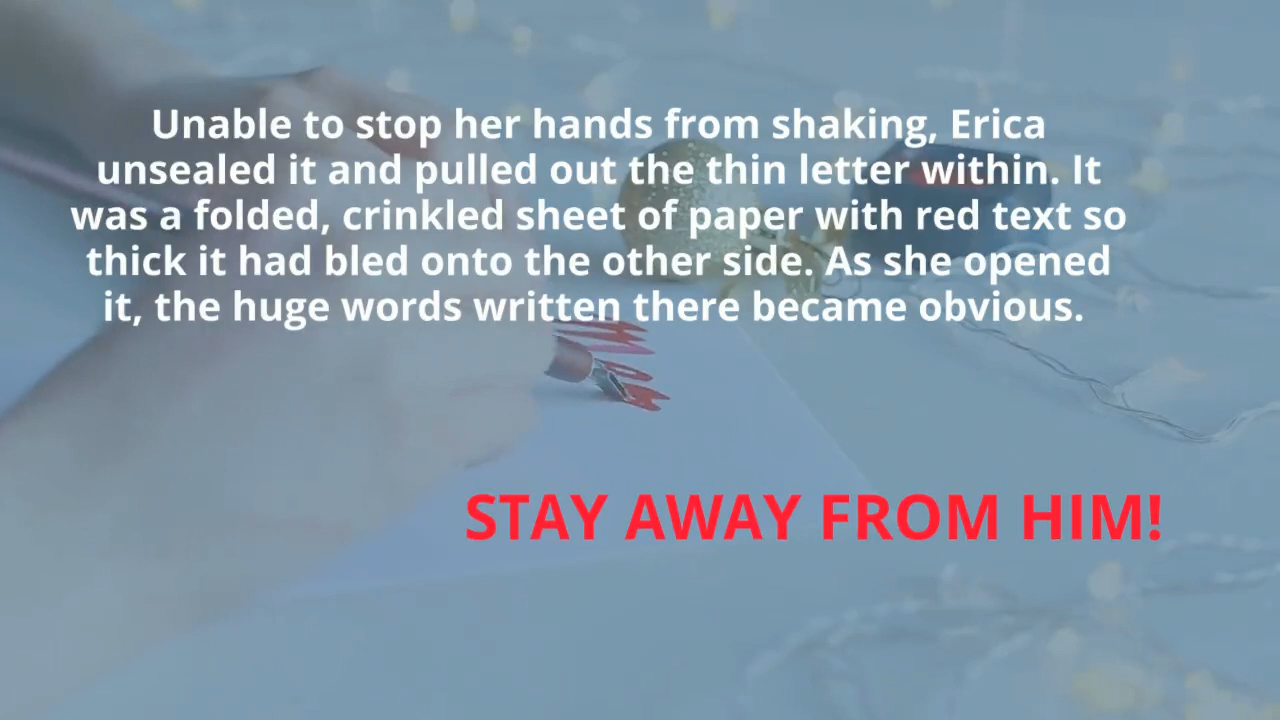 Unable to stop her hands from shaking, Erica
unsealed it and pulled out the thin letter within. It
was a folded, crinkled sheet of paper with red text so
thick it had bled onto the other side. As she opened
it, the huge words written there became obvious.
STAY AWAY FROM HIM!